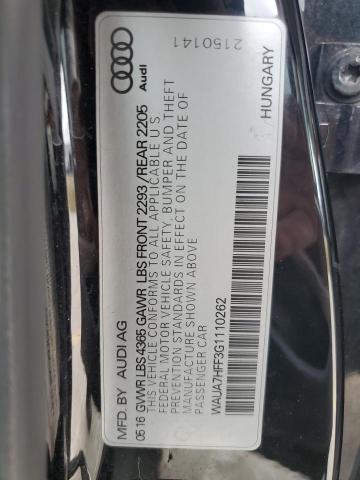 MFD. BY AUDI AG
Audi
05 16 GVWR LBS 4365 GAWR LBS FRONT 2293 / REAR 2205
THIS VEHICLE CONFORMS TO ALL APPLICABLE U.S.
FEDERAL MOTOR VEHICLE SAFETY, BUMPER AND THEFT
PREVENTION STANDARDS IN EFFECT ON THE DATE OF
MANUFACTURE SHOWN ABOVE
PASSENGER CAR
WAUA7HFF3G1110262
2150141
HUNGARY